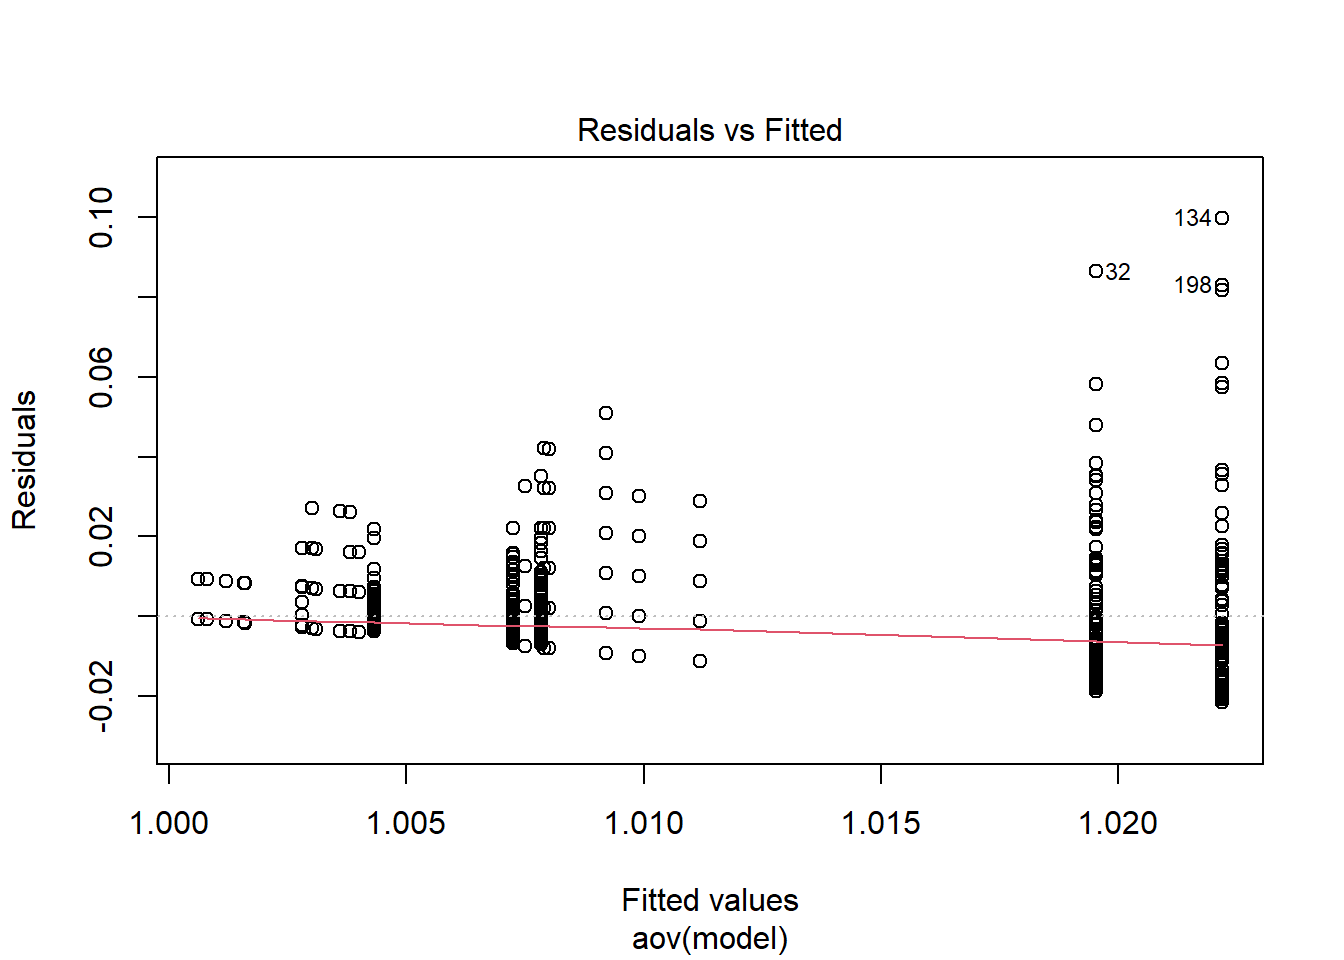 Residuals vs Fitted
Residuals
0.10
0.06
0.02
-0.02
134
32
198
1.000 1.005 1.010 1.015 1.020
Fitted values
aov(model)